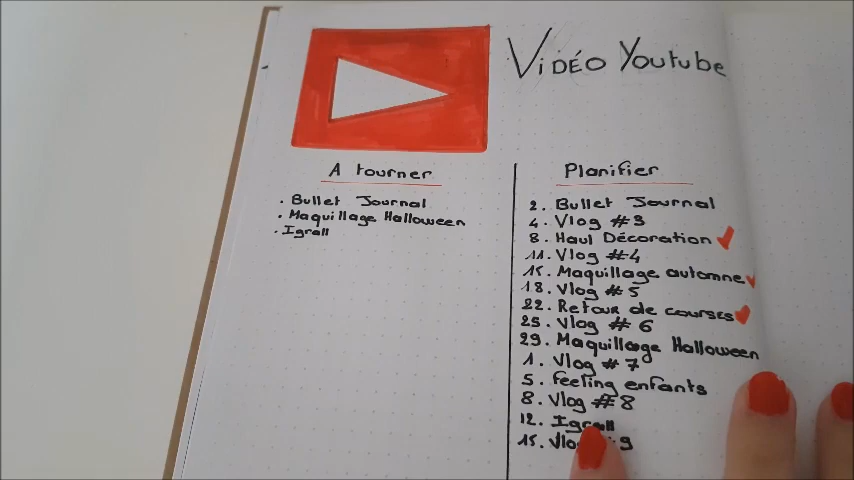 Vidéo Youtube
A tourner
. Bullet Journal
. Maquillage Halloween
. Igrall
Planifier
2. Bullet Journal
4. Vlog #3
8. Haul Décoration
11. Vlog #4
15. Maquillage automne
18. Vlog #5
22. Retour de courses
25. Vlog #6
29. Maquillage Halloween
1. Vlog #7
5. Feeling enfants
8. Vlog #8
12. Igrall
15. Vlog #9